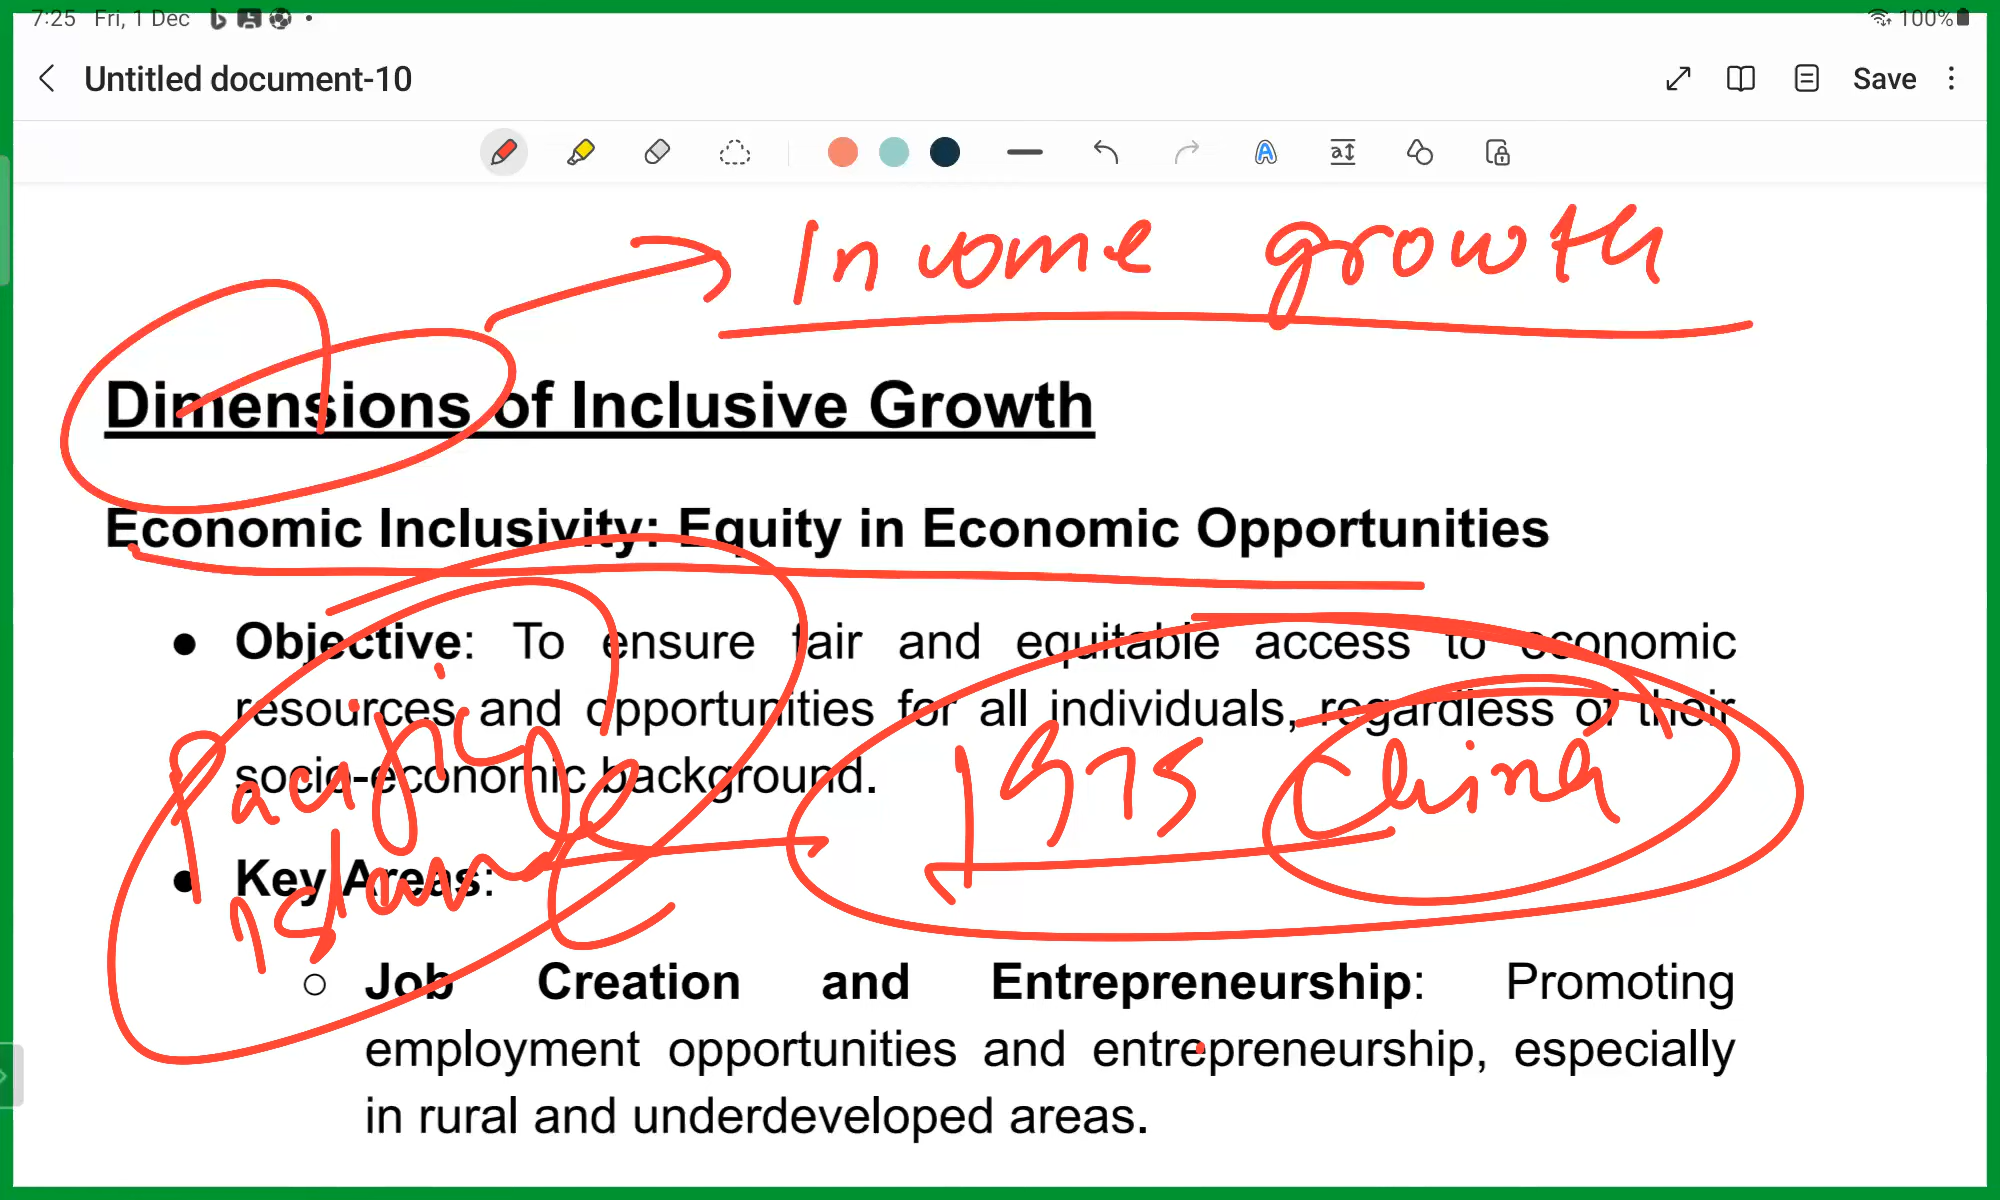 7:25 Fri, 1 Dec 100%
Untitled document-10 Save
Income growth
Dimensions of Inclusive Growth
Economic Inclusivity: Equity in Economic Opportunities
● Objective: To ensure fair and equitable access to economic
resources and opportunities for all individuals, regardless of their
socio-economic background.
Pacific 1975 China
● Key Areas:
Island
○ Job Creation and Entrepreneurship: Promoting
employment opportunities and entrepreneurship, especially
in rural and underdeveloped areas.